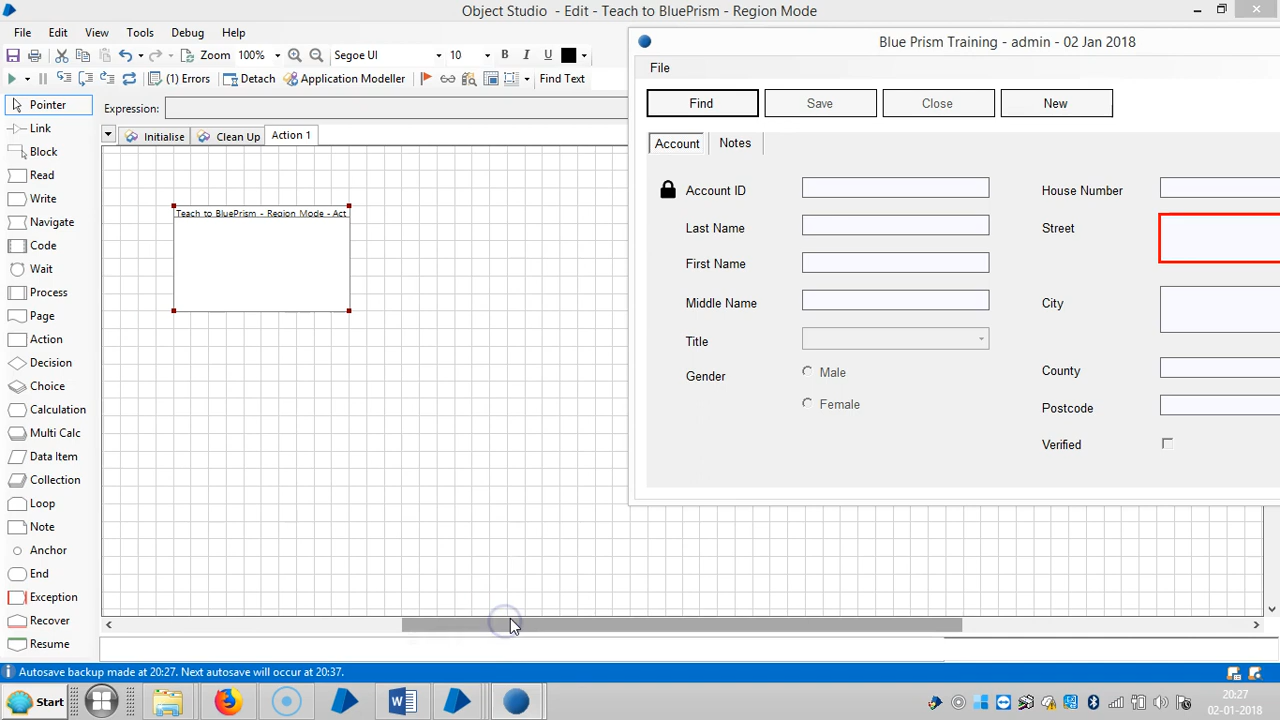 Object Studio - Edit - Teach to BluePrism - Region Mode
File Edit View Tools Debug Help
Zoom 100% Segoe UI 10 B I U
(1) Errors Detach Application Modeller Find Text
Expression:
Initialise Clean Up Action 1
Pointer
Link
Block
Read
Write
Navigate
Code
Wait
Process
Page
Action
Decision
Choice
Calculation
Multi Calc
Data Item
Collection
Loop
Note
Anchor
End
Exception
Recover
Resume
Teach to BluePrism - Region Mode - Act
Blue Prism Training - admin - 02 Jan 2018
File
Find Save Close New
Account Notes
Account ID
Last Name
First Name
Middle Name
Title
Gender
Male
Female
House Number
Street
City
County
Postcode
Verified
Autosave backup made at 20:27. Next autosave will occur at 20:37.
Start
20:27
02-01-2018